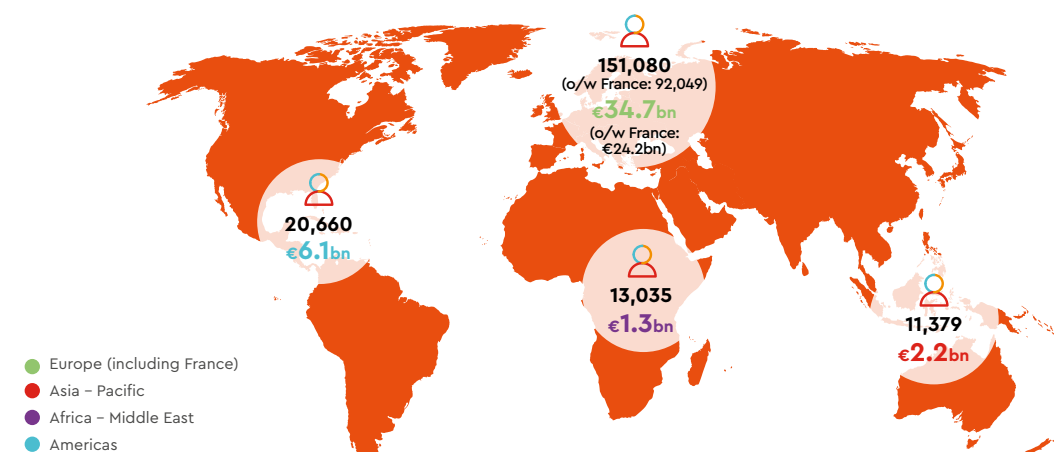 151,080
(o/w France: 92,049)
€34.7bn
(o/w France:
€24.2bn)
20,660
€6.1bn
13,035
€1.3bn
11,379
€2.2bn
Europe (including France)
Asia – Pacific
Africa – Middle East
Americas